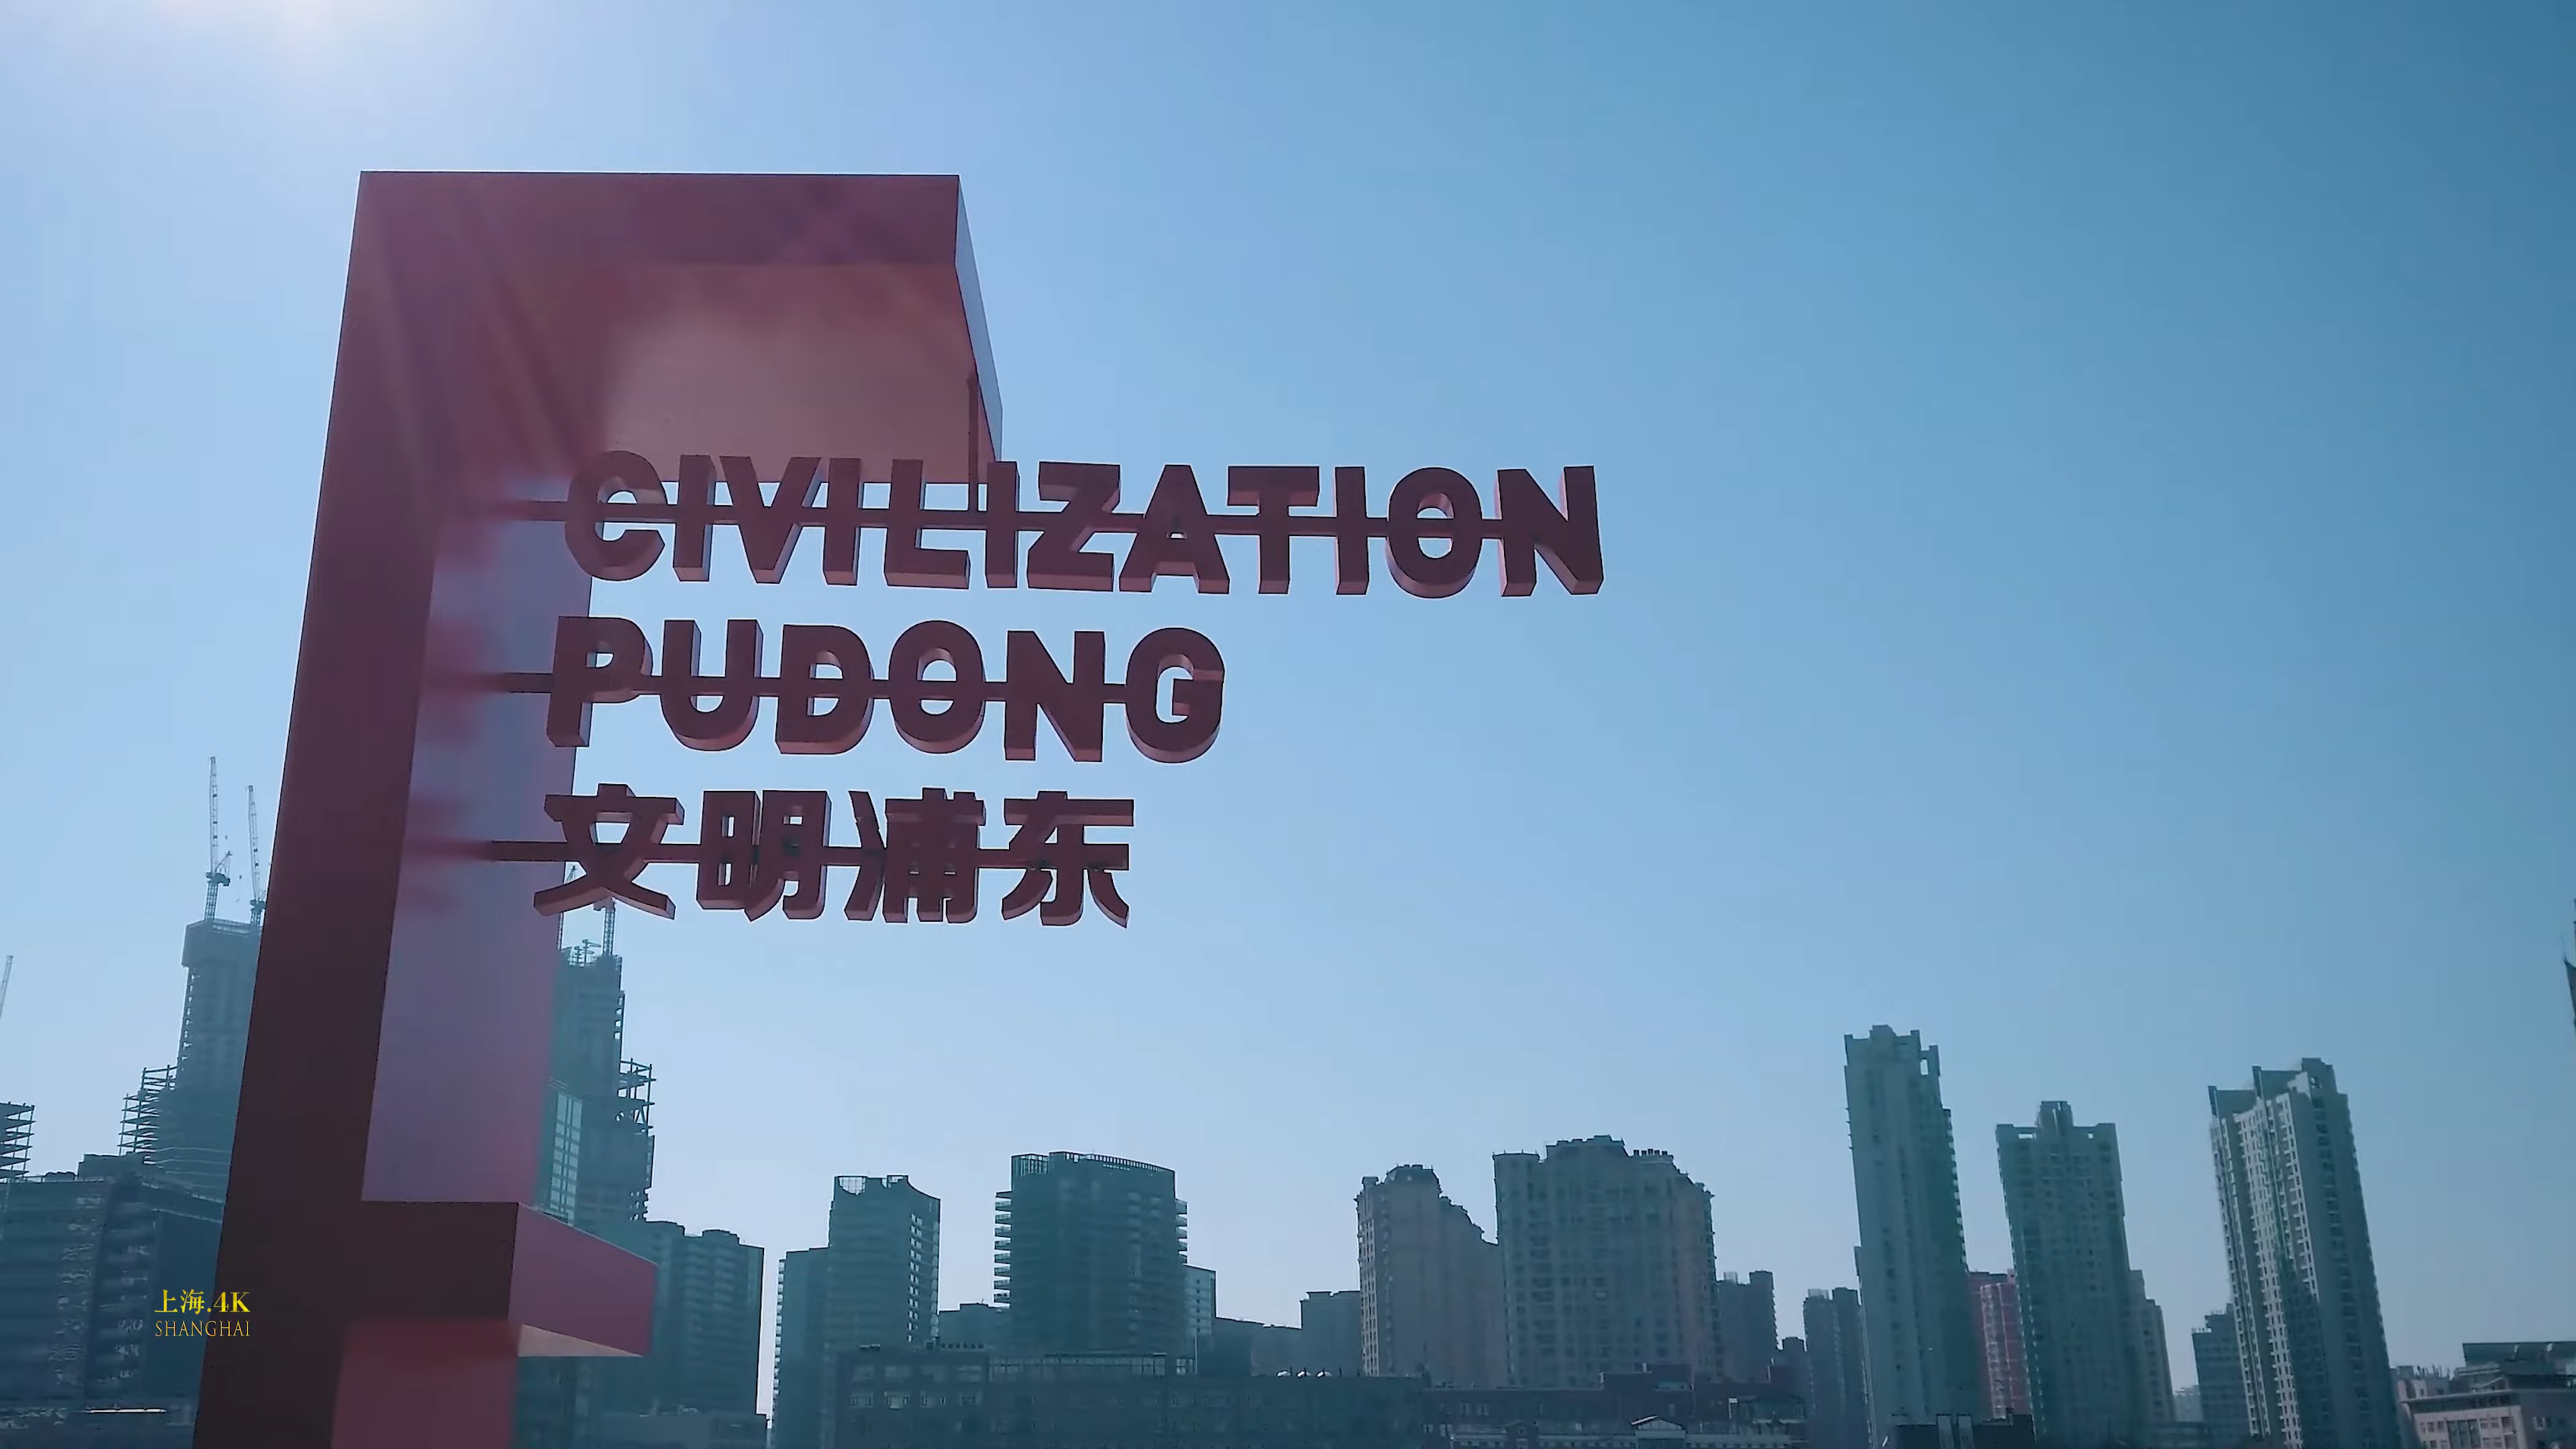 CIVILIZATION
PUDONG
文明浦东
上海.4K
SHANGHAI